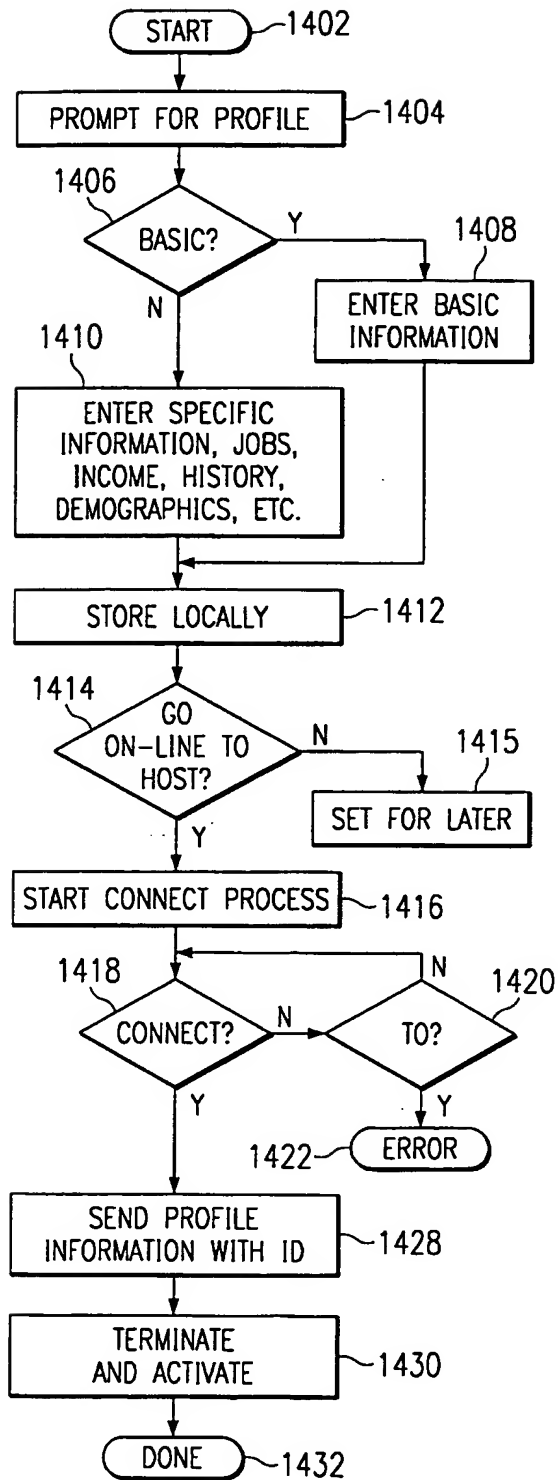 START
1402
PROMPT FOR PROFILE
1404
1406
BASIC?
Y
N
1408
ENTER BASIC
INFORMATION
1410
ENTER SPECIFIC
INFORMATION, JOBS,
INCOME, HISTORY,
DEMOGRAPHICS, ETC.
STORE LOCALLY
1412
1414
GO
ON-LINE TO
HOST?
N
Y
1415
SET FOR LATER
START CONNECT PROCESS
1416
1418
CONNECT?
N
Y
N
1420
TO?
Y
1422
ERROR
SEND PROFILE
INFORMATION WITH ID
1428
TERMINATE
AND ACTIVATE
1430
DONE
1432